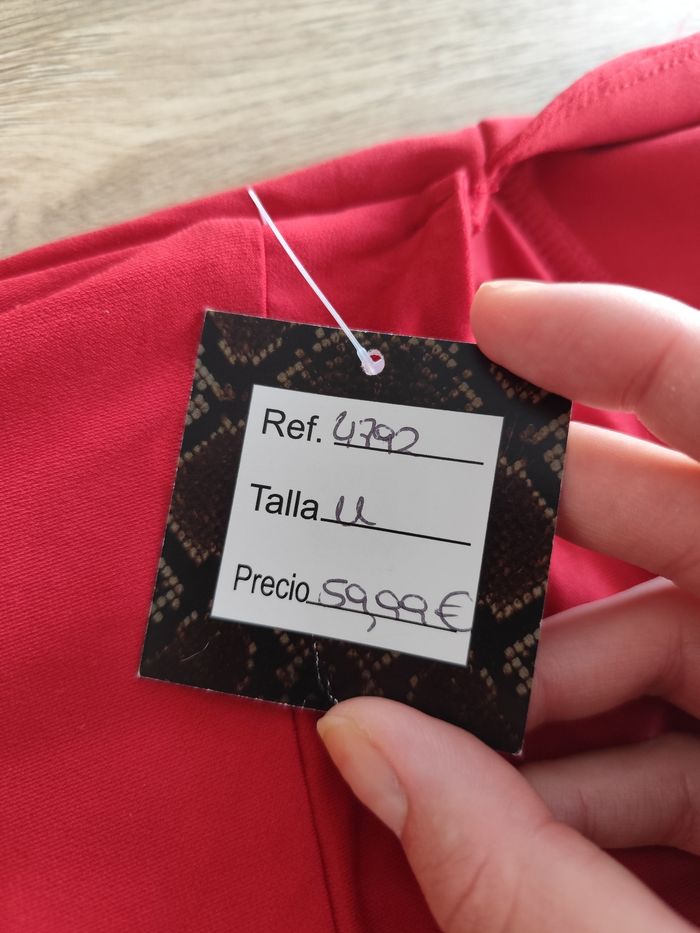 Ref. 4792
Talla U
Precio 59,99€